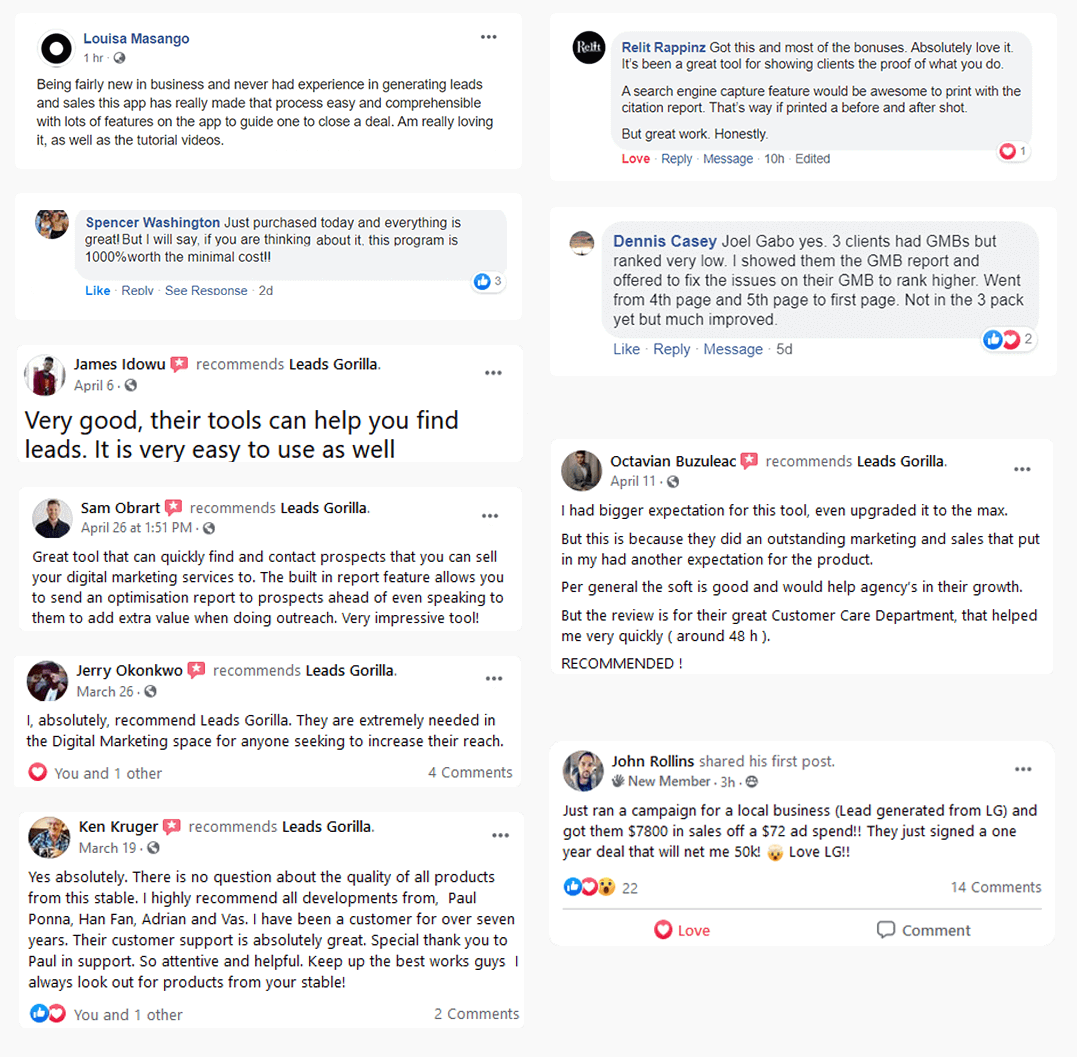 Louisa Masango
1 hr ·
Being fairly new in business and never had experience in generating leads
and sales this app has really made that process easy and comprehensible
with lots of features on the app to guide one to close a deal. Am really loving
it, as well as the tutorial videos.
Spencer Washington Just purchased today and everything is
great! But I will say, if you are thinking about it, this program is
1000%worth the minimal cost!!
Like · Reply · See Response · 2d
3
James Idowu recommends Leads Gorilla.
April 6 ·
Very good, their tools can help you find
leads. It is very easy to use as well
Sam Obrart recommends Leads Gorilla.
April 26 at 1:51 PM ·
Great tool that can quickly find and contact prospects that you can sell
your digital marketing services to. The built in report feature allows you
to send an optimisation report to prospects ahead of even speaking to
them to add extra value when doing outreach. Very impressive tool!
Jerry Okonkwo recommends Leads Gorilla.
March 26 ·
I, absolutely, recommend Leads Gorilla. They are extremely needed in
the Digital Marketing space for anyone seeking to increase their reach.
You and 1 other 4 Comments
Ken Kruger recommends Leads Gorilla.
March 19 ·
Yes absolutely. There is no question about the quality of all products
from this stable. I highly recommend all developments from, Paul
Ponna, Han Fan, Adrian and Vas. I have been a customer for over seven
years. Their customer support is absolutely great. Special thank you to
Paul in support. So attentive and helpful. Keep up the best works guys I
always look out for products from your stable!
You and 1 other 2 Comments
Relit
Relit Rappinz Got this and most of the bonuses. Absolutely love it.
It's been a great tool for showing clients the proof of what you do.
A search engine capture feature would be awesome to print with the
citation report. That's way if printed a before and after shot.
But great work. Honestly.
Love · Reply · Message · 10h · Edited
1
Dennis Casey Joel Gabo yes. 3 clients had GMBs but
ranked very low. I showed them the GMB report and
offered to fix the issues on their GMB to rank higher. Went
from 4th page and 5th page to first page. Not in the 3 pack
yet but much improved.
Like · Reply · Message · 5d
2
Octavian Buzuleac recommends Leads Gorilla.
April 11 ·
I had bigger expectation for this tool, even upgraded it to the max.
But this is because they did an outstanding marketing and sales that put
in my had another expectation for the product.
Per general the soft is good and would help agency's in their growth.
But the review is for their great Customer Care Department, that helped
me very quickly ( around 48 h ).
RECOMMENDED !
John Rollins shared his first post.
New Member · 3h ·
Just ran a campaign for a local business (Lead generated from LG) and
got them $7800 in sales off a $72 ad spend!! They just signed a one
year deal that will net me 50k! 🤯 Love LG!!
22 14 Comments
Love Comment